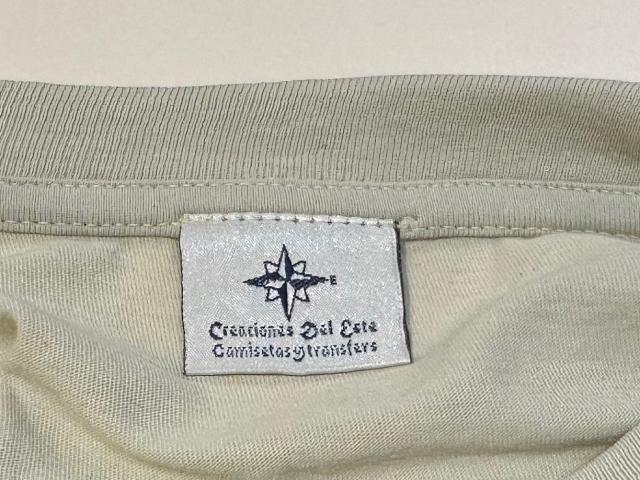 E
Creaciones Del Este
Camisetas y transfers